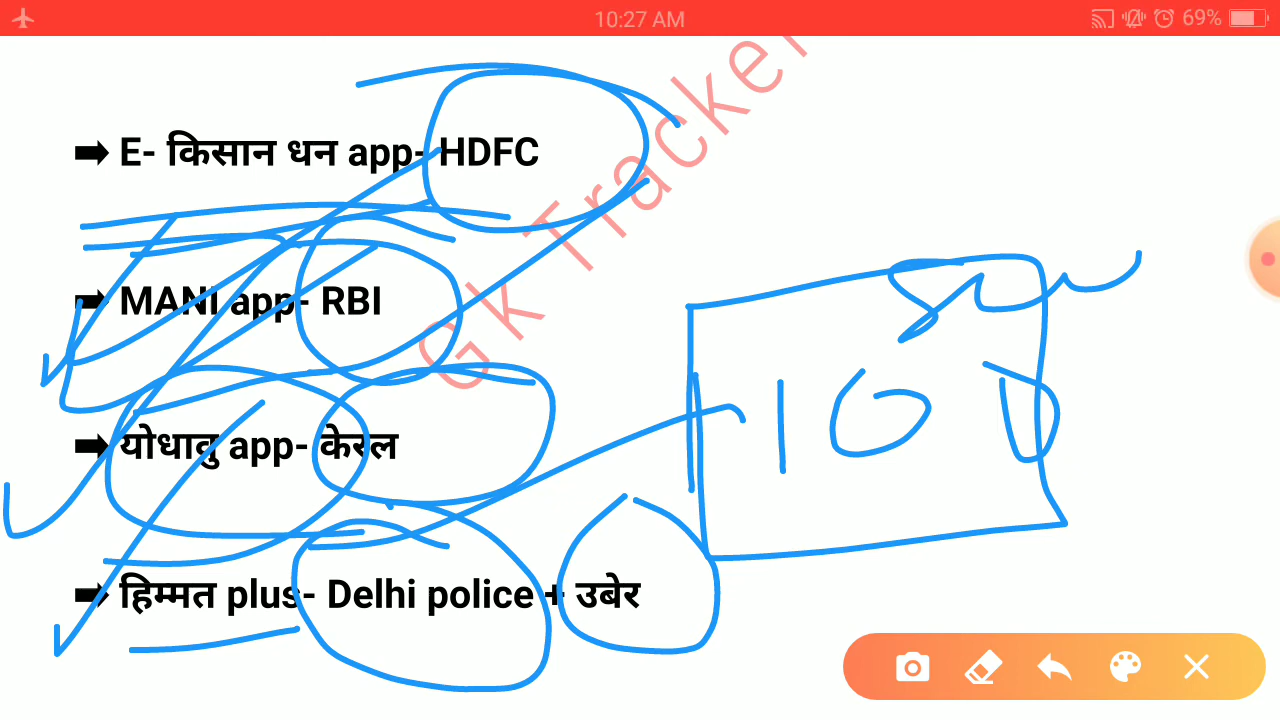 10:27 AM
69%
➡ E- किसान धन app- HDFC
Gk Tracker
➡ MANI app- RBI
➡ योधावु app- केरल
➡ हिम्मत plus- Delhi police + उबेर